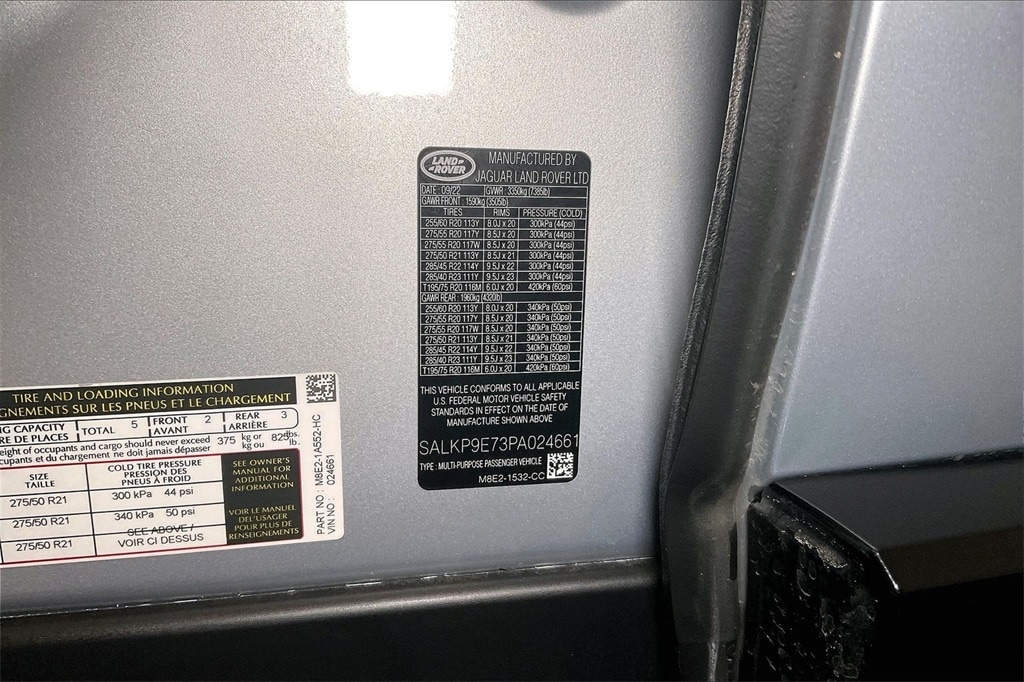 LAND ROVER
MANUFACTURED BY
JAGUAR LAND ROVER LTD
DATE : 09/22 GVWR : 3350kg (7385lb)
GAWR FRONT : 1590kg (3505lb)
TIRES RIMS PRESSURE (COLD)
255/60 R20 113Y 8.0J x 20 300kPa (44psi)
275/55 R20 117Y 8.5J x 20 300kPa (44psi)
275/55 R20 117W 8.5J x 20 300kPa (44psi)
275/50 R21 113Y 8.5J x 21 300kPa (44psi)
285/45 R22 114Y 9.5J x 22 300kPa (44psi)
285/40 R23 111Y 9.5J x 23 300kPa (44psi)
T195/75 R20 116M 6.0J x 20 420kPa (60psi)
GAWR REAR : 1960kg (4320lb)
255/60 R20 113Y 8.0J x 20 340kPa (50psi)
275/55 R20 117Y 8.5J x 20 340kPa (50psi)
275/55 R20 117W 8.5J x 20 340kPa (50psi)
275/50 R21 113Y 8.5J x 21 340kPa (50psi)
285/45 R22 114Y 9.5J x 22 340kPa (50psi)
285/40 R23 111Y 9.5J x 23 340kPa (50psi)
T195/75 R20 116M 6.0J x 20 420kPa (60psi)
THIS VEHICLE CONFORMS TO ALL APPLICABLE
U.S. FEDERAL MOTOR VEHICLE SAFETY
STANDARDS IN EFFECT ON THE DATE OF
MANUFACTURE SHOWN ABOVE
SALKP9E73PA024661
TYPE : MULTI-PURPOSE PASSENGER VEHICLE
M8E2-1532-CC
TIRE AND LOADING INFORMATION
GNEMENTS SUR LES PNEUS ET LE CHARGEMENT
NG CAPACITY TOTAL 5 FRONT 2 REAR 3
RE DE PLACES AVANT ARRIÈRE
eight of occupants and cargo should never exceed 375 kg or 825 lbs.
cupants et du chargement ne doit jamais dépasser kg ou lb.
SIZE
TAILLE
COLD TIRE PRESSURE
PRESSION DES
PNEUS À FROID
275/50 R21 300 kPa 44 psi
275/50 R21 340 kPa 50 psi
275/50 R21 SEE ABOVE /
VOIR CI DESSUS
SEE OWNER'S
MANUAL FOR
ADDITIONAL
INFORMATION
VOIR LE MANUEL
DEL'USAGER
POUR PLUS DE
RENSEIGNEMENTS
PART NO : M8E2-1A552-HC
VIN NO : 024661